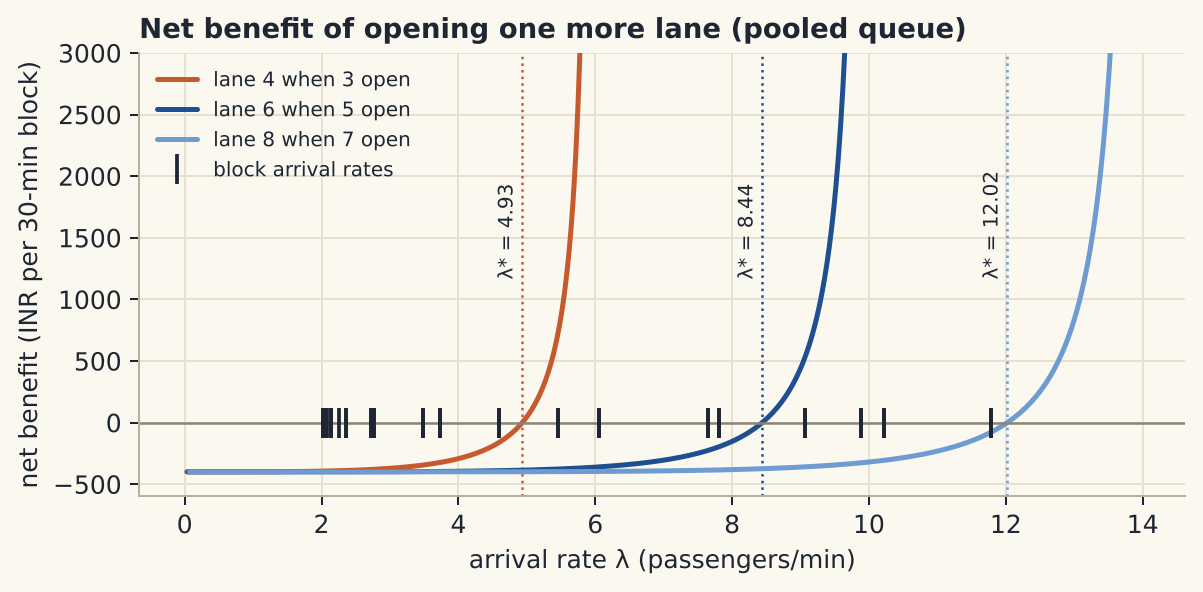 Net benefit of opening one more lane (pooled queue)
net benefit (INR per 30-min block)
3000
2500
2000
1500
1000
500
0
−500
lane 4 when 3 open
lane 6 when 5 open
lane 8 when 7 open
block arrival rates
λ* = 4.93
λ* = 8.44
λ* = 12.02
0
2
4
6
8
10
12
14
arrival rate λ (passengers/min)